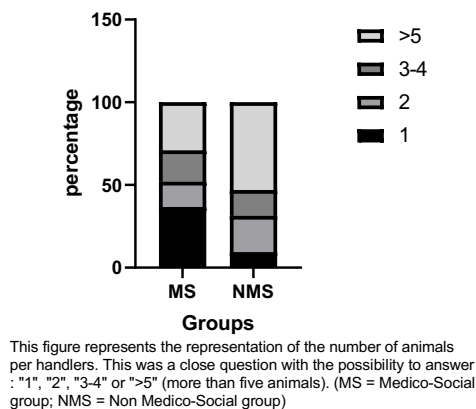 150
100
50
0
percentage
MS
NMS
Groups
>5
3-4
2
1
This figure represents the representation of the number of animals
per handlers. This was a close question with the possibility to answer
: "1", "2", "3-4" or ">5" (more than five animals). (MS = Medico-Social
group; NMS = Non Medico-Social group)